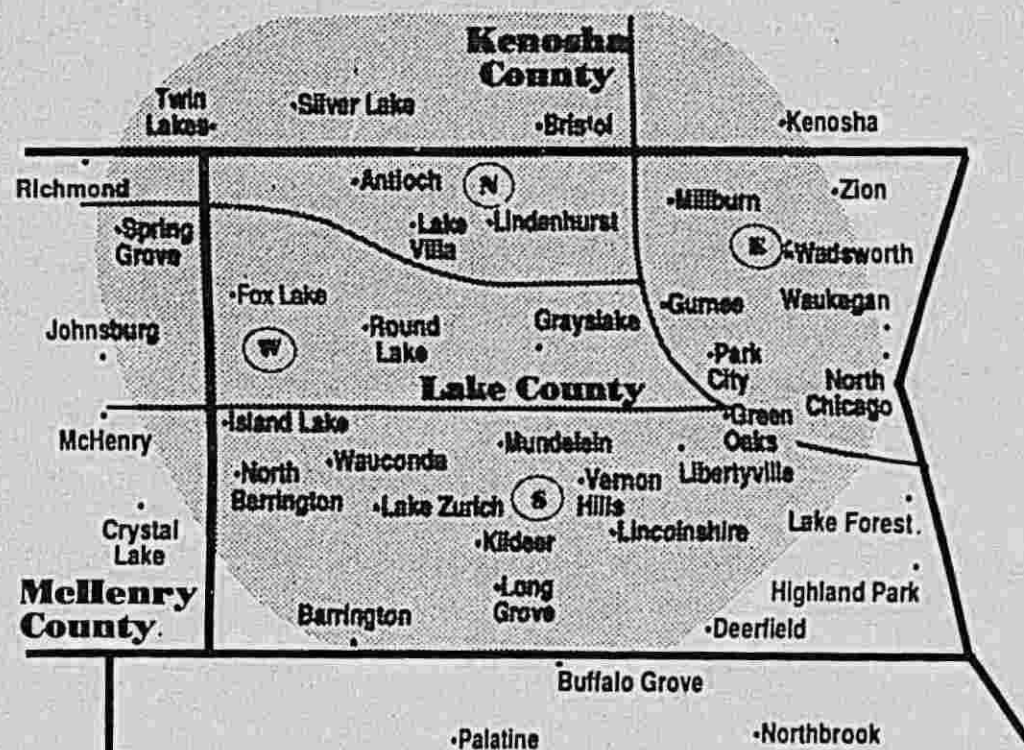 Kenosha
County
Twin
Lakes
Silver Lake
Bristol
Kenosha
Richmond
Antioch
N
Millburn
Zion
Spring
Grove
Lake
Villa
Lindenhurst
E
Wadsworth
Fox Lake
Gurnee
Waukegan
Johnsburg
W
Round
Lake
Grayslake
Park
City
North
Chicago
Lake County
Island Lake
Green
Oaks
McHenry
Mundelein
North
Barrington
Wauconda
Vernon
Hills
Libertyville
Lake Zurich
S
Crystal
Lake
Kildeer
Lincolnshire
Lake Forest
McHenry
County
Long
Grove
Highland Park
Barrington
Deerfield
Buffalo Grove
Palatine
Northbrook